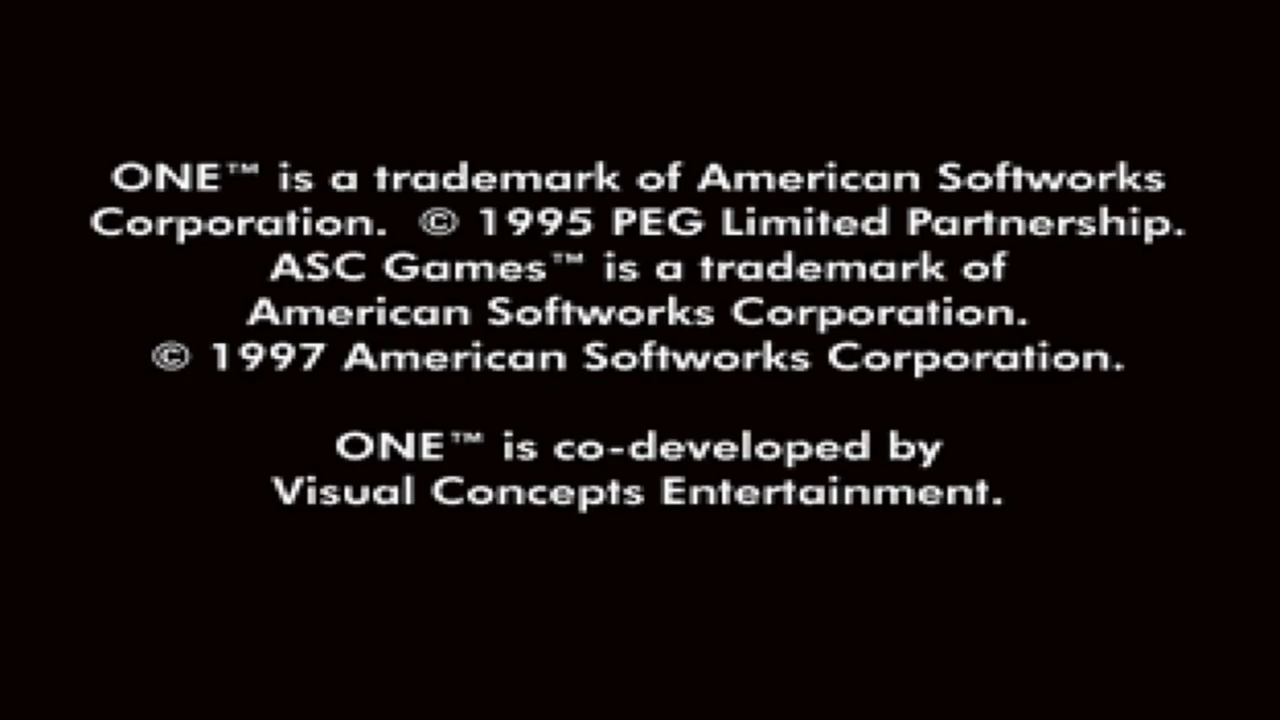 ONE™ is a trademark of American Softworks
Corporation.  © 1995 PEG Limited Partnership.
ASC Games™ is a trademark of
American Softworks Corporation.
© 1997 American Softworks Corporation.
ONE™ is co-developed by
Visual Concepts Entertainment.